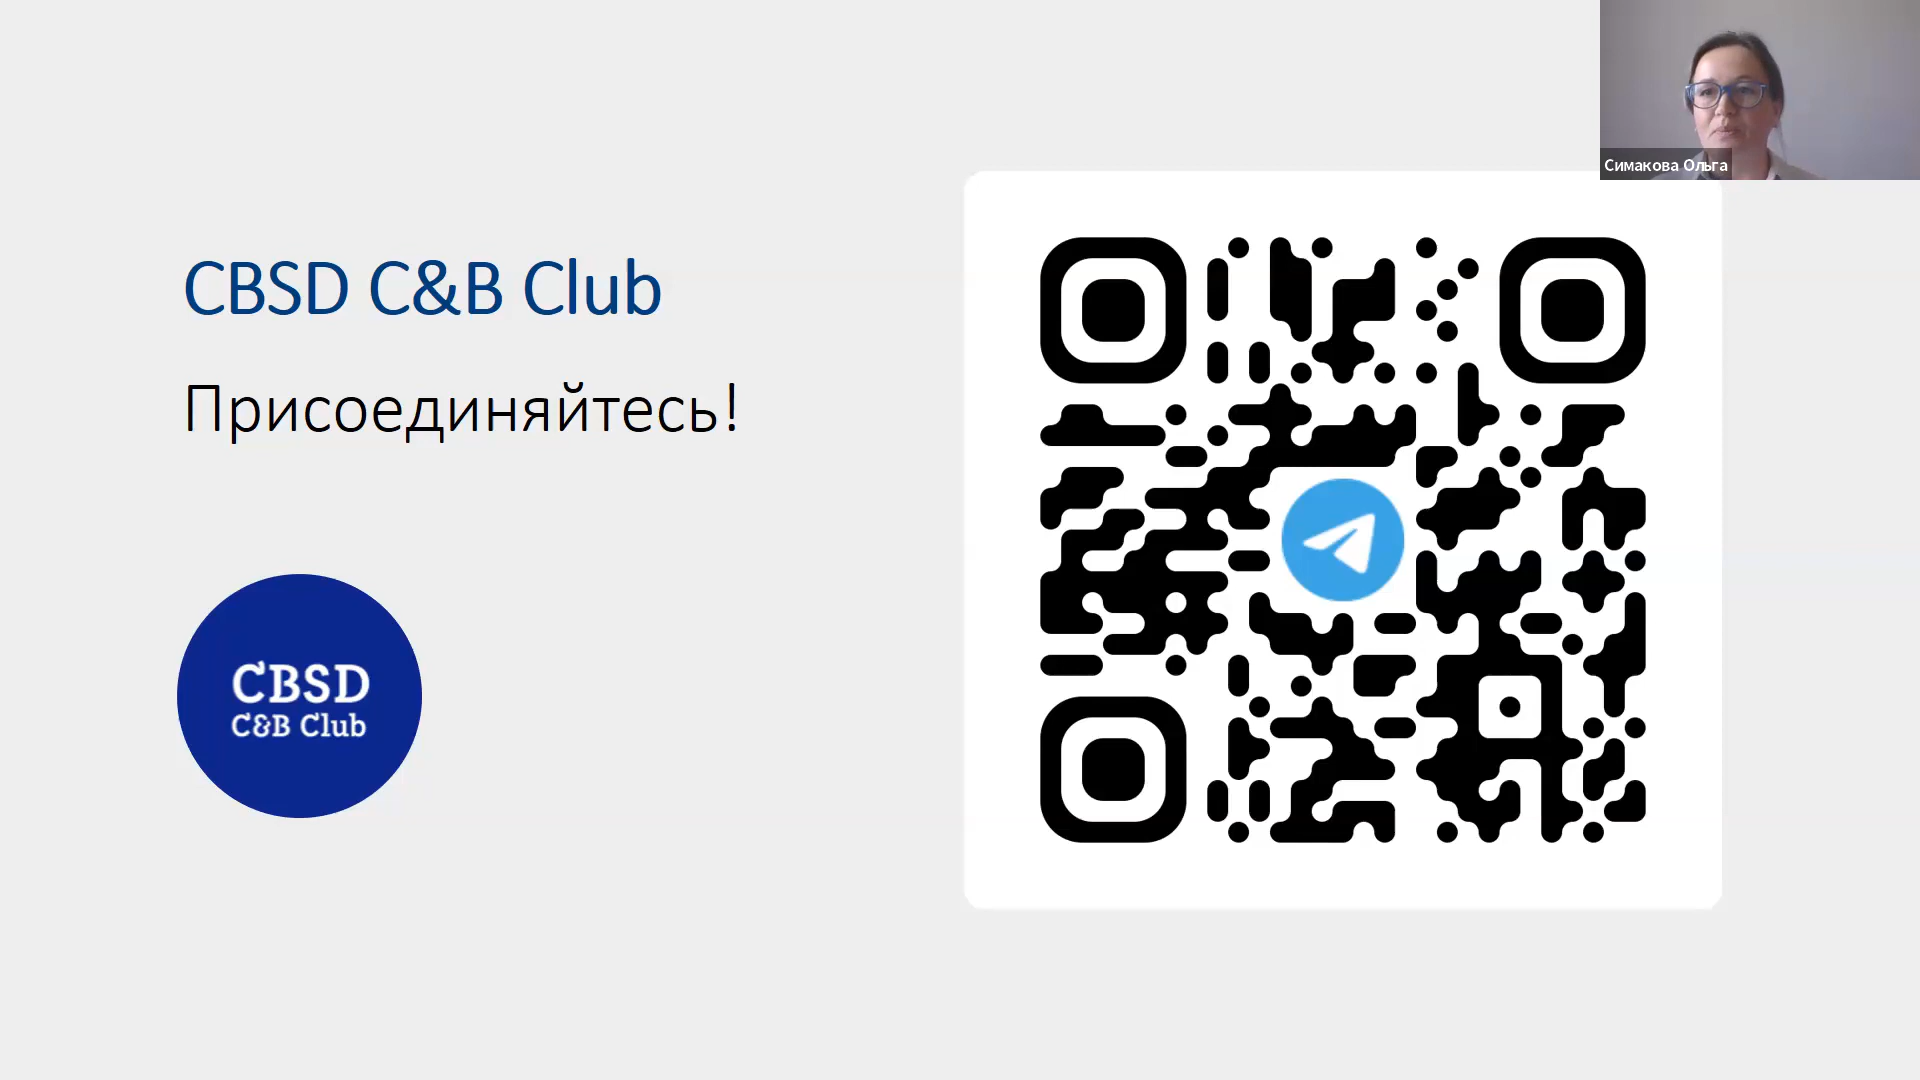 Симакова Ольга
CBSD C&B Club
Присоединяйтесь!
CBSD
C&B Club